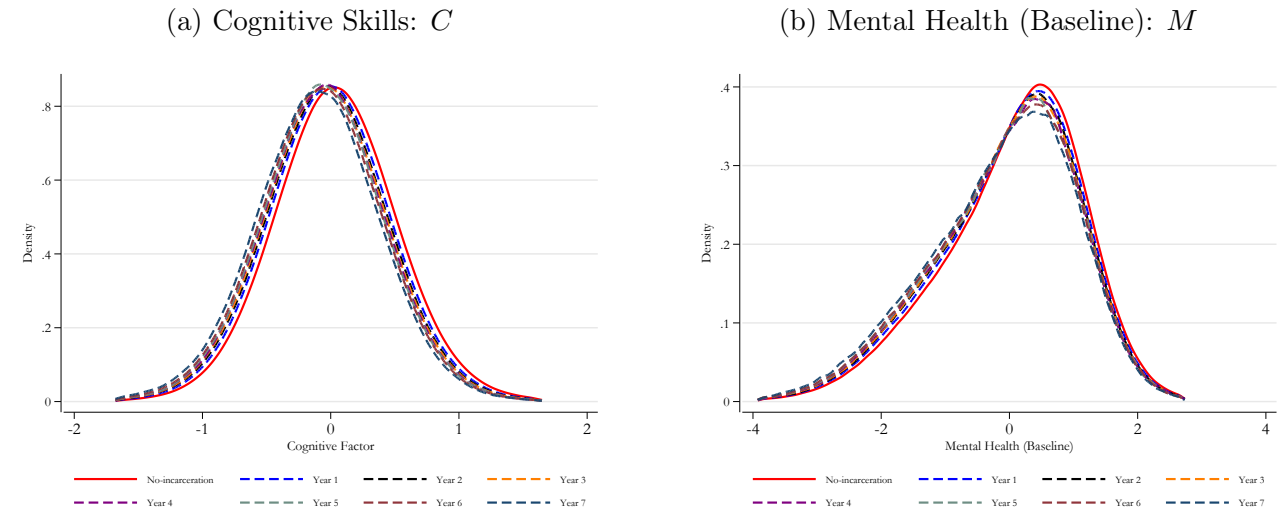 (a) Cognitive Skills: C
(b) Mental Health (Baseline): M
Density
.8
.6
.4
.2
0
-2 -1 0 1 2
Cognitive Factor
No-incarceration Year 1 Year 2 Year 3
Year 4 Year 5 Year 6 Year 7
Density
.4
.3
.2
.1
0
-4 -2 0 2 4
Mental Health (Baseline)
No-incarceration Year 1 Year 2 Year 3
Year 4 Year 5 Year 6 Year 7